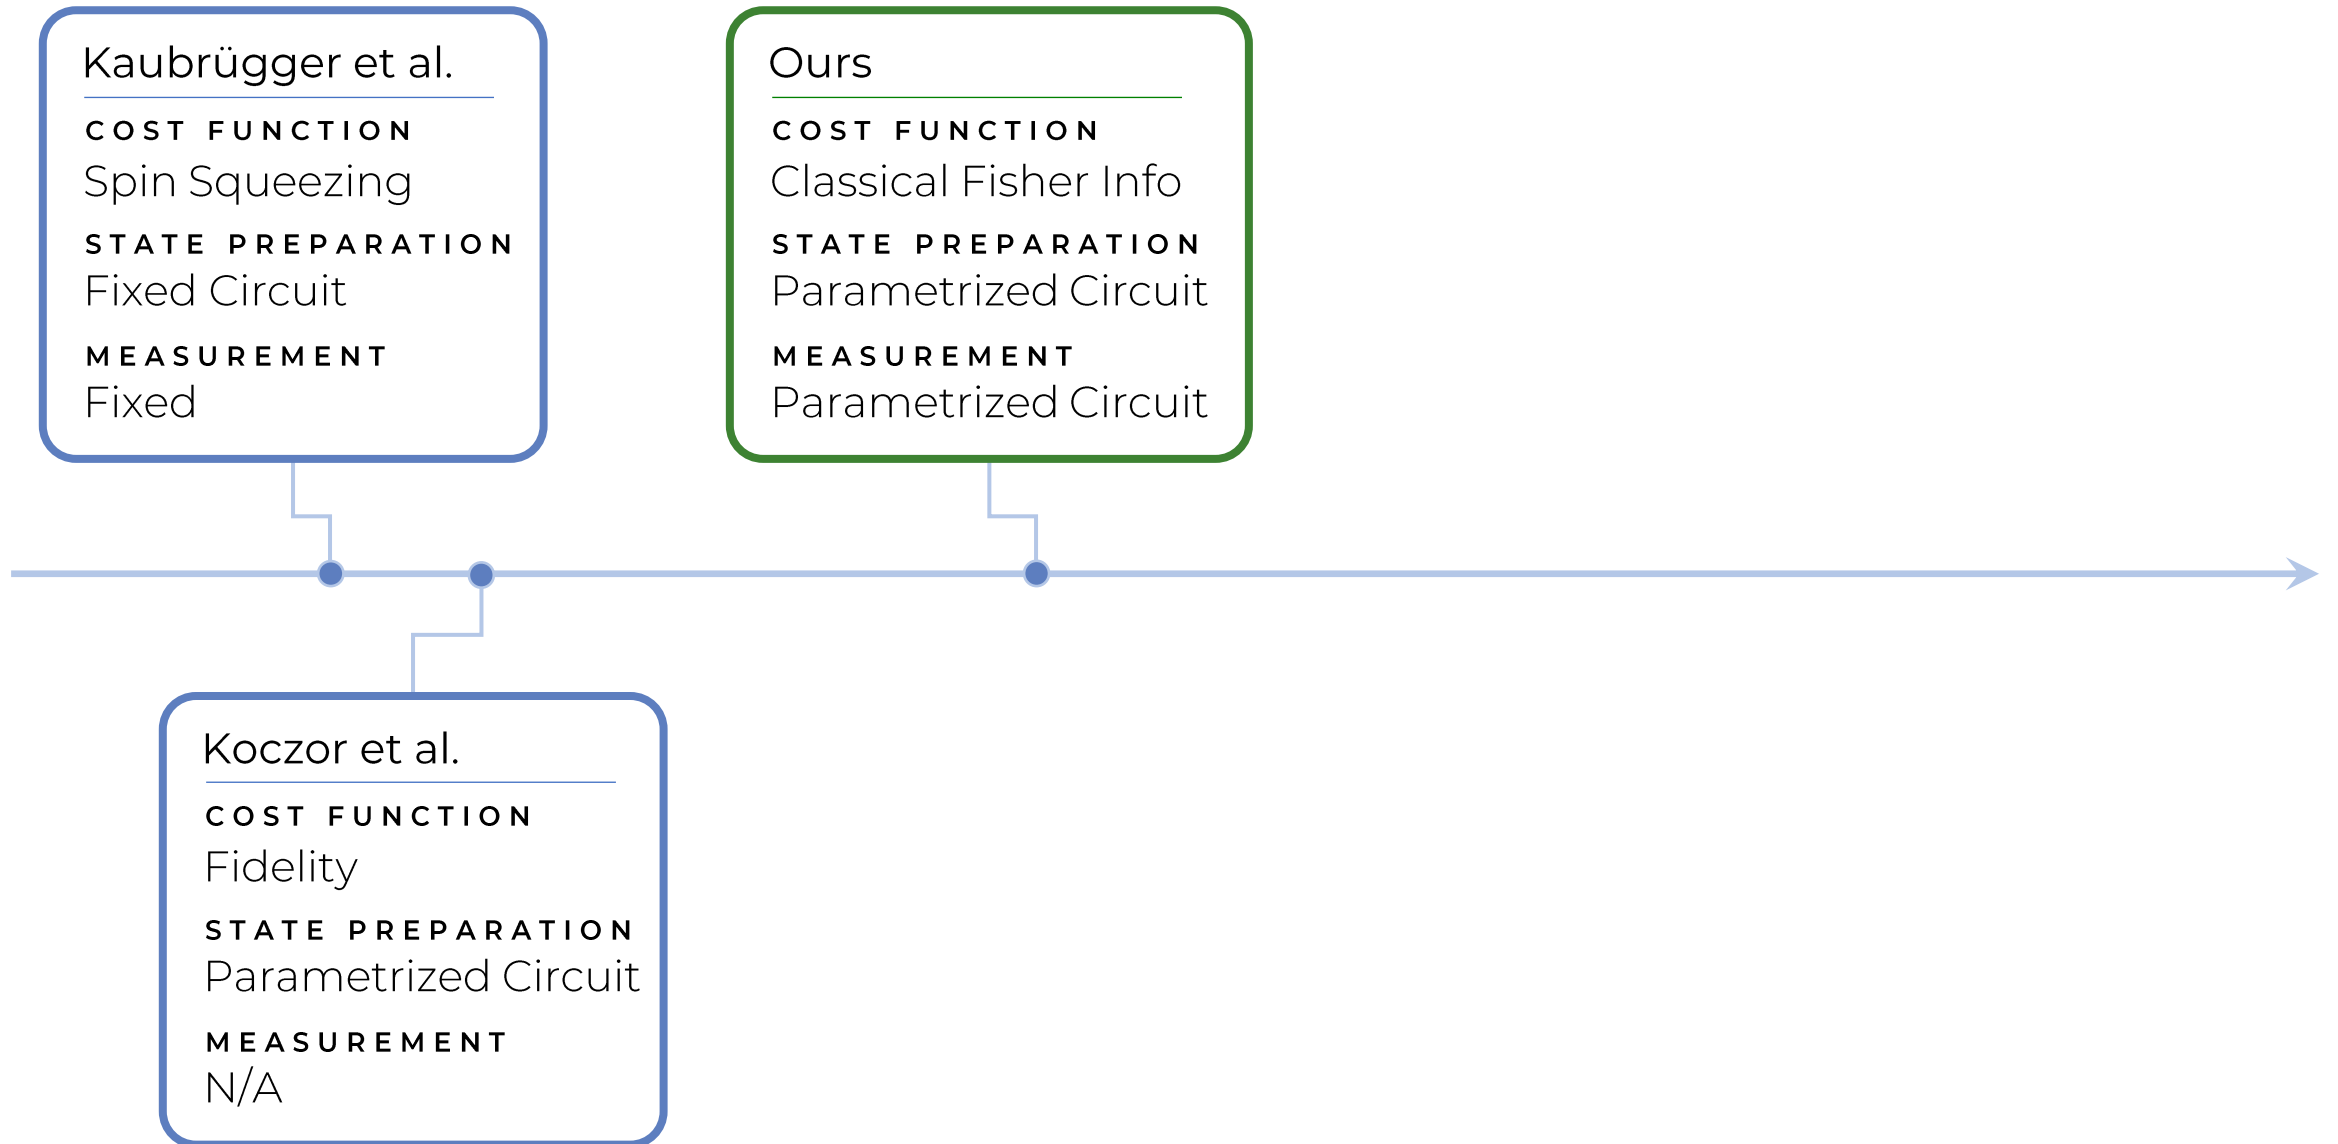 Kaubrügger et al.
COST FUNCTION
Spin Squeezing
STATE PREPARATION
Fixed Circuit
MEASUREMENT
Fixed
Ours
COST FUNCTION
Classical Fisher Info
STATE PREPARATION
Parametrized Circuit
MEASUREMENT
Parametrized Circuit
Koczor et al.
COST FUNCTION
Fidelity
STATE PREPARATION
Parametrized Circuit
MEASUREMENT
N/A